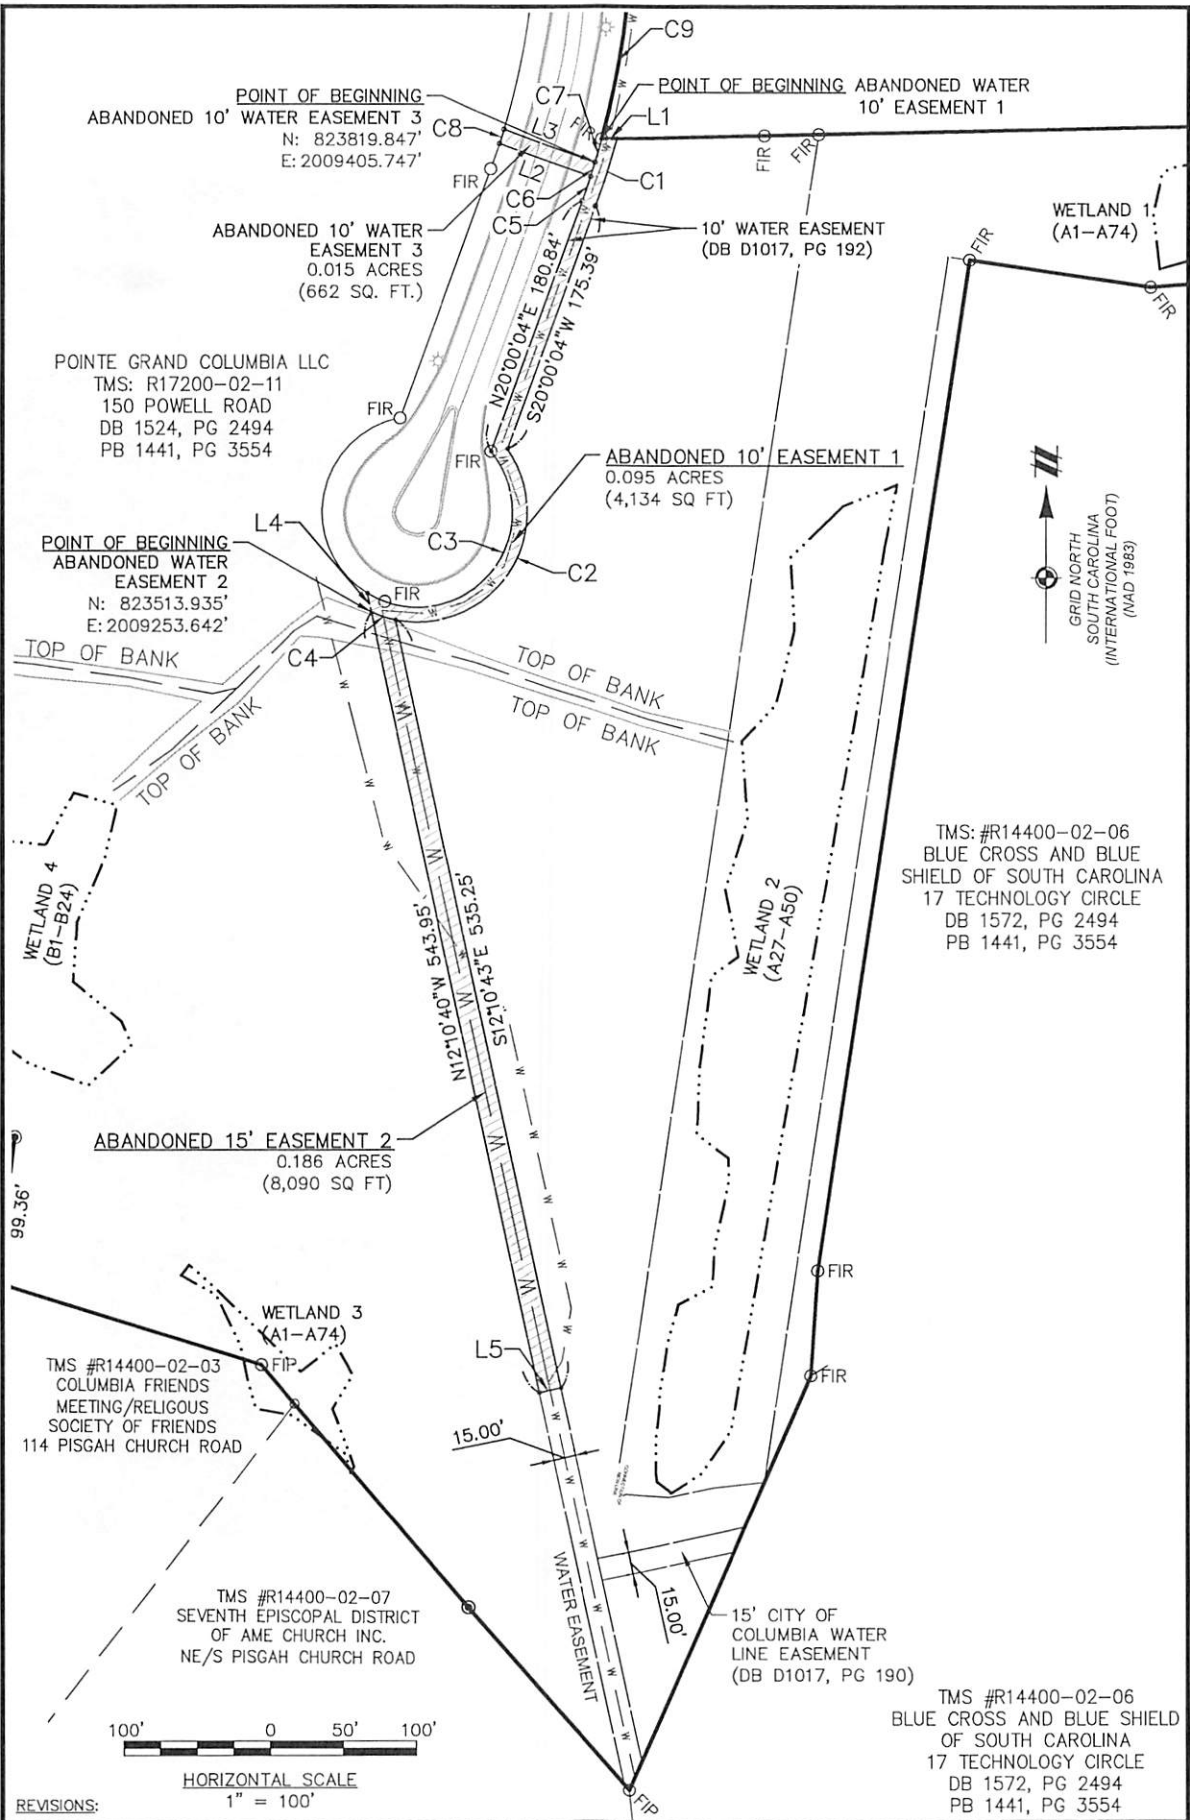 C9
POINT OF BEGINNING
ABANDONED 10' WATER EASEMENT 3
N: 823819.847'
E: 2009405.747'
C7
C8
POINT OF BEGINNING ABANDONED WATER
10' EASEMENT 1
L1
FIR
L3
L2
FIR
FIR
FIR
C6
C5
C1
FIR
ABANDONED 10' WATER
EASEMENT 3
0.015 ACRES
(662 SQ. FT.)
10' WATER EASEMENT
(DB D1017, PG 192)
WETLAND 1
(A1-A74)
FIR
FIR
N20°00'04"E 180.84'
S20°00'04"W 175.39'
POINTE GRAND COLUMBIA LLC
TMS: R17200-02-11
150 POWELL ROAD
DB 1524, PG 2494
PB 1441, PG 3554
FIR
FIR
ABANDONED 10' EASEMENT 1
0.095 ACRES
(4,134 SQ FT)
GRID NORTH
SOUTH CAROLINA
(INTERNATIONAL FOOT)
(NAD 1983)
L4
C3
C2
POINT OF BEGINNING
ABANDONED WATER
EASEMENT 2
N: 823513.935'
E: 2009253.642'
FIR
C4
TOP OF BANK
TOP OF BANK
TOP OF BANK
TOP OF BANK
WETLAND 4
(B1-B24)
WETLAND 2
(A27-A50)
TMS: #R14400-02-06
BLUE CROSS AND BLUE
SHIELD OF SOUTH CAROLINA
17 TECHNOLOGY CIRCLE
DB 1572, PG 2494
PB 1441, PG 3554
N12°10'40"W 543.95'
S12°10'43"E 535.25'
ABANDONED 15' EASEMENT 2
0.186 ACRES
(8,090 SQ FT)
99.36'
FIR
WETLAND 3
(A1-A74)
FIP
L5
FIR
TMS #R14400-02-03
COLUMBIA FRIENDS
MEETING/RELIGOUS
SOCIETY OF FRIENDS
114 PISGAH CHURCH ROAD
15.00'
WATER EASEMENT
15.00'
TMS #R14400-02-07
SEVENTH EPISCOPAL DISTRICT
OF AME CHURCH INC.
NE/S PISGAH CHURCH ROAD
15' CITY OF
COLUMBIA WATER
LINE EASEMENT
(DB D1017, PG 190)
TMS #R14400-02-06
BLUE CROSS AND BLUE SHIELD
OF SOUTH CAROLINA
17 TECHNOLOGY CIRCLE
DB 1572, PG 2494
PB 1441, PG 3554
100' 0 50' 100'
HORIZONTAL SCALE
1" = 100'
FIP
REVISIONS: